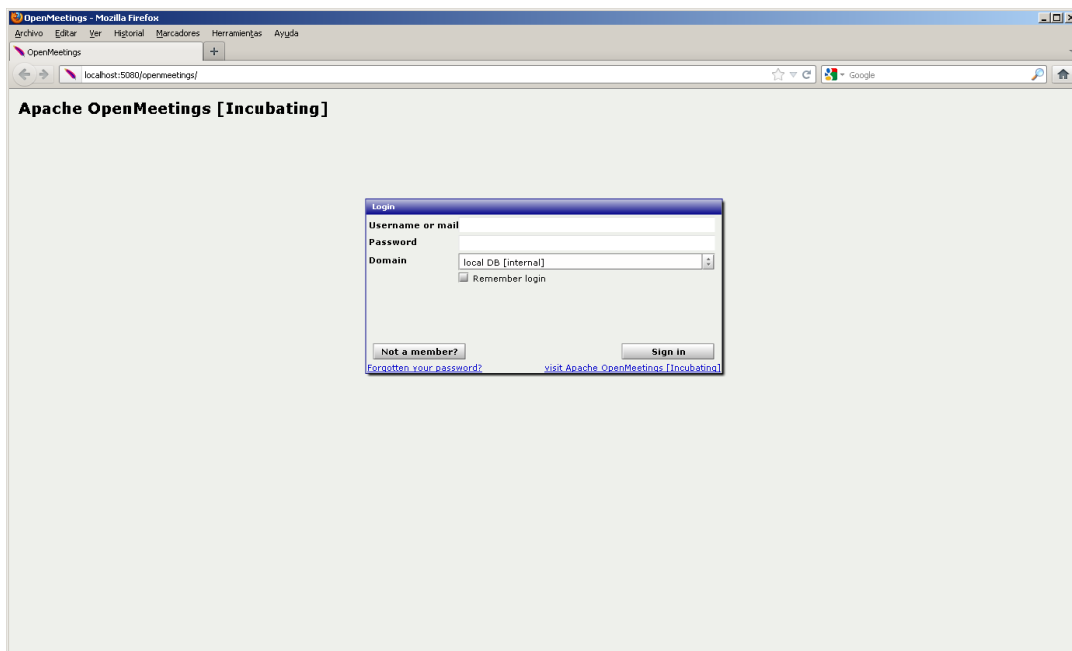 OpenMeetings - Mozilla Firefox
Archivo Editar Ver Historial Marcadores Herramientas Ayuda
OpenMeetings
localhost:5080/openmeetings/ Google
Apache OpenMeetings [Incubating]
Login
Username or mail
Password
Domain local DB [internal]
Remember login
Not a member? Sign in
Forgotten your password? visit Apache OpenMeetings [Incubating]